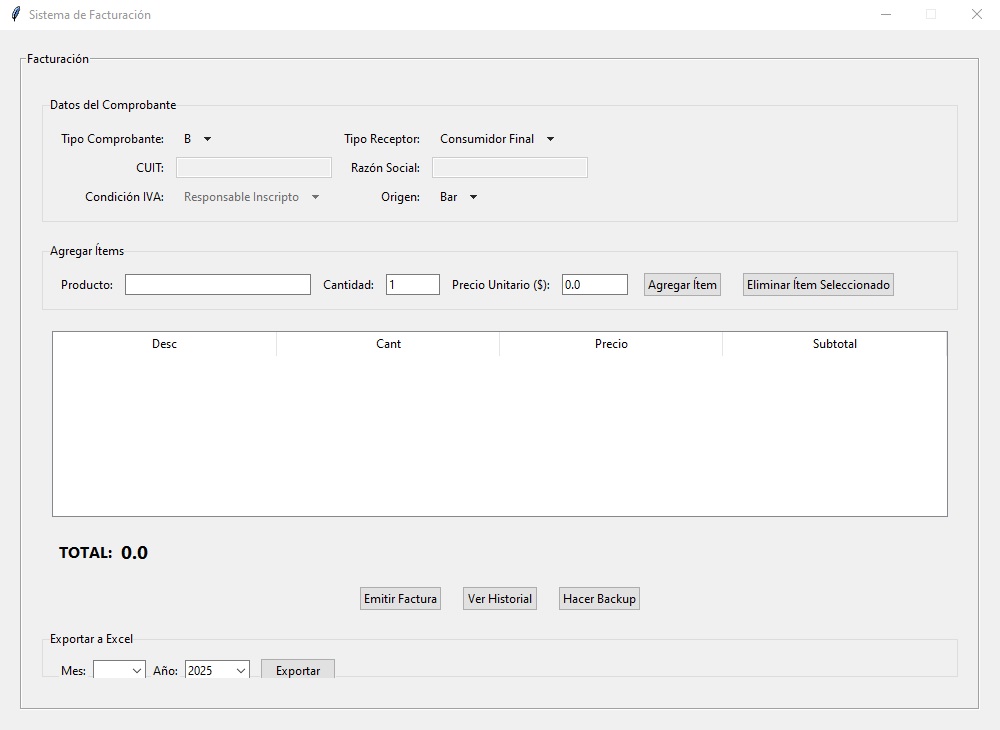 Sistema de Facturación
Facturación
Datos del Comprobante
Tipo Comprobante: B Tipo Receptor: Consumidor Final
CUIT: Razón Social:
Condición IVA: Responsable Inscripto Origen: Bar
Agregar Ítems
Producto: Cantidad: 1 Precio Unitario ($): 0.0 Agregar Ítem Eliminar Ítem Seleccionado
Desc Cant Precio Subtotal
TOTAL: 0.0
Emitir Factura Ver Historial Hacer Backup
Exportar a Excel
Mes: Año: 2025 Exportar